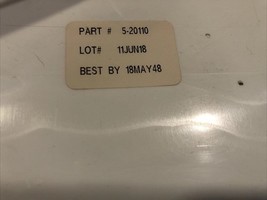 PART # 5-20110
LOT# 11JUN18
BEST BY 18MAY48